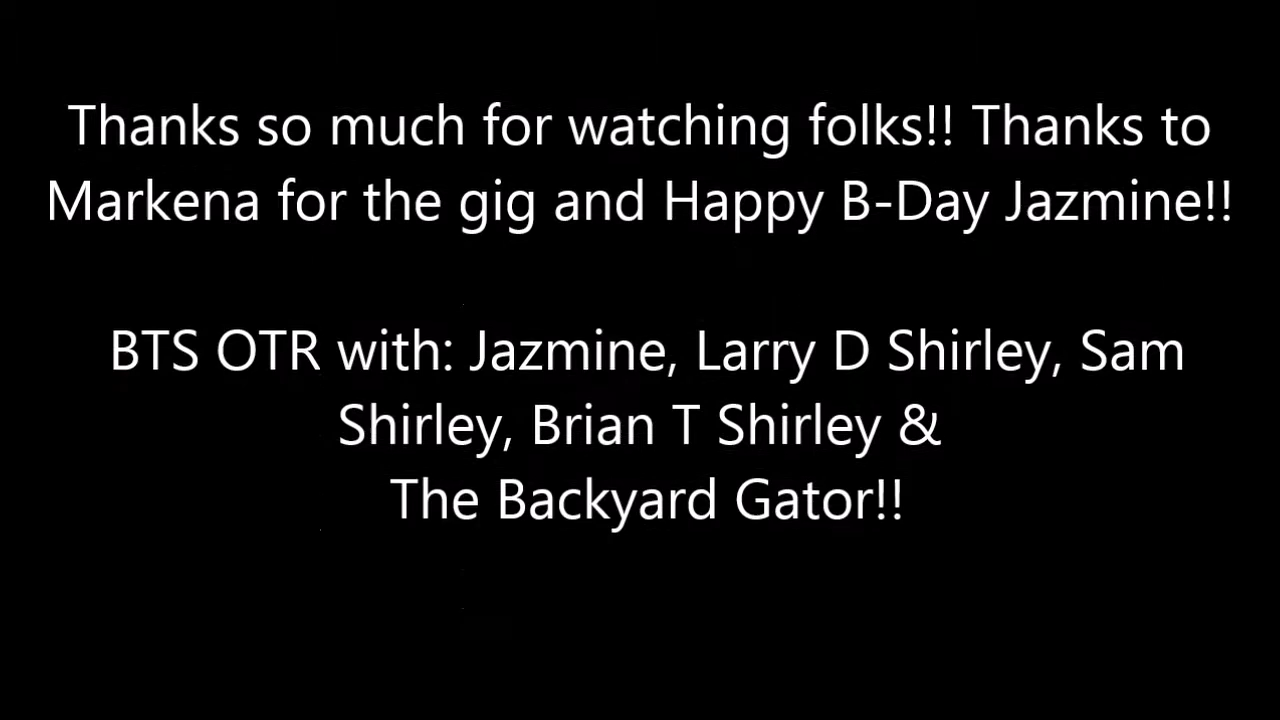 Thanks so much for watching folks!! Thanks to
Markena for the gig and Happy B-Day Jazmine!!
BTS OTR with: Jazmine, Larry D Shirley, Sam
Shirley, Brian T Shirley &
The Backyard Gator!!